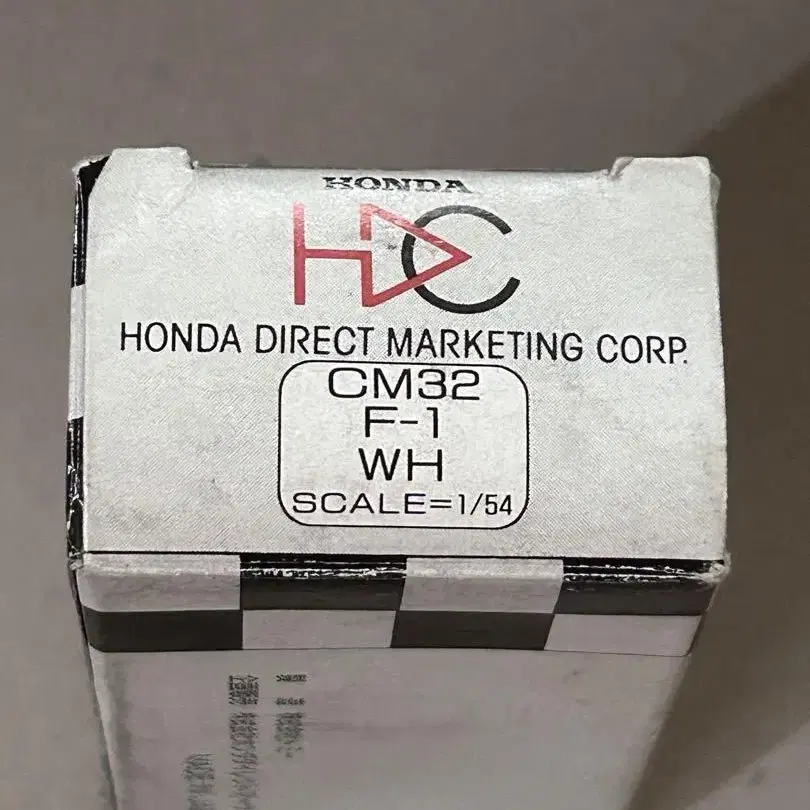 HONDA
HDC
HONDA DIRECT MARKETING CORP.
CM32
F-1
WH
SCALE=1/54